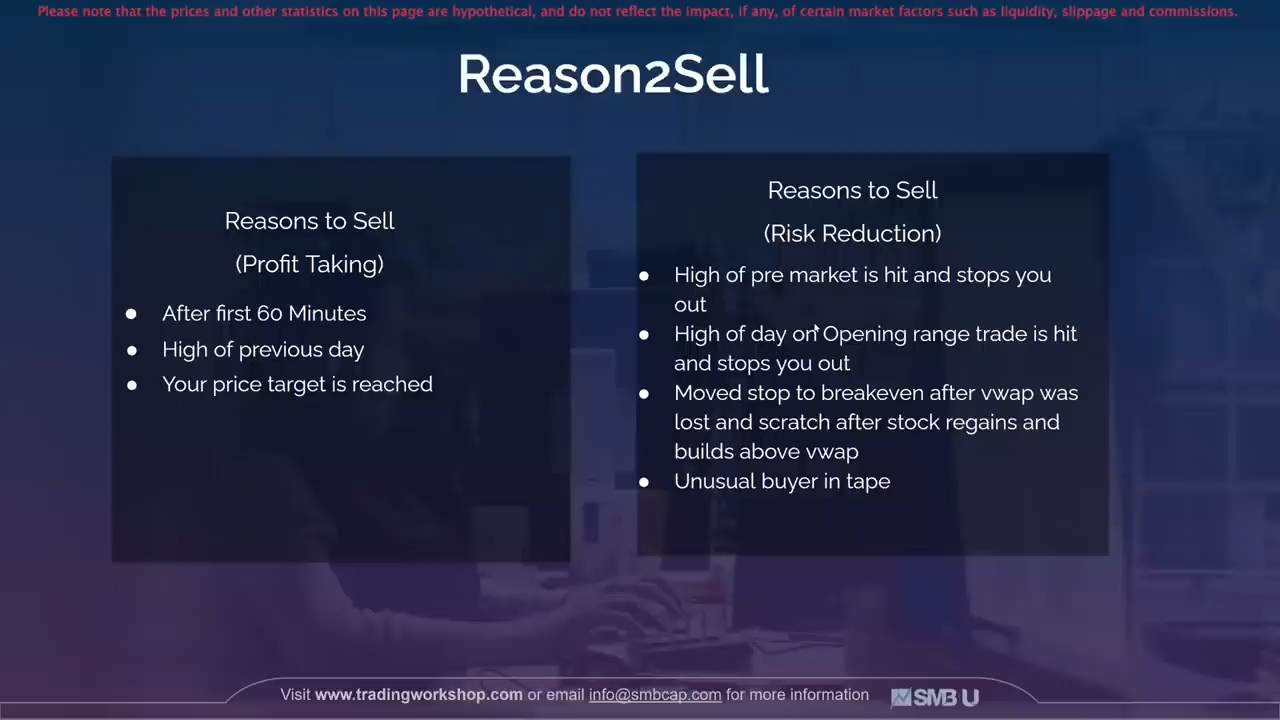 Please note that the prices and other statistics on this page are hypothetical, and do not reflect the impact, if any, of certain market factors such as liquidity, slippage and commissions.
Reason2Sell
Reasons to Sell
(Profit Taking)
● After first 60 Minutes
● High of previous day
● Your price target is reached
Reasons to Sell
(Risk Reduction)
● High of pre market is hit and stops you
out
● High of day on Opening range trade is hit
and stops you out
● Moved stop to breakeven after vwap was
lost and scratch after stock regains and
builds above vwap
● Unusual buyer in tape
Visit www.tradingworkshop.com or email info@smbcap.com for more information
SMB U